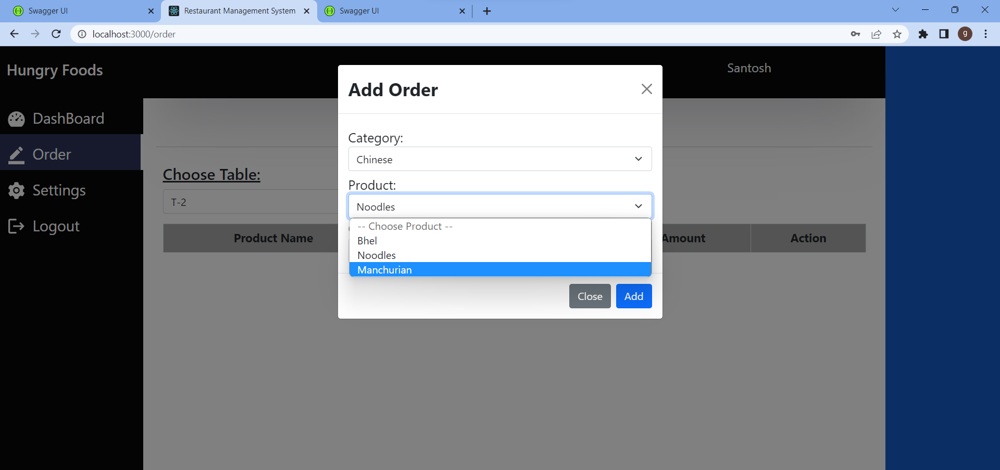 Swagger UI
Restaurant Management System
Swagger UI
localhost:3000/order
g
Hungry Foods
Santosh
DashBoard
Order
Settings
Logout
Choose Table:
T-2
Product Name
Amount
Action
Add Order
Category:
Chinese
Product:
Noodles
-- Choose Product --
Bhel
Noodles
Manchurian
Close
Add